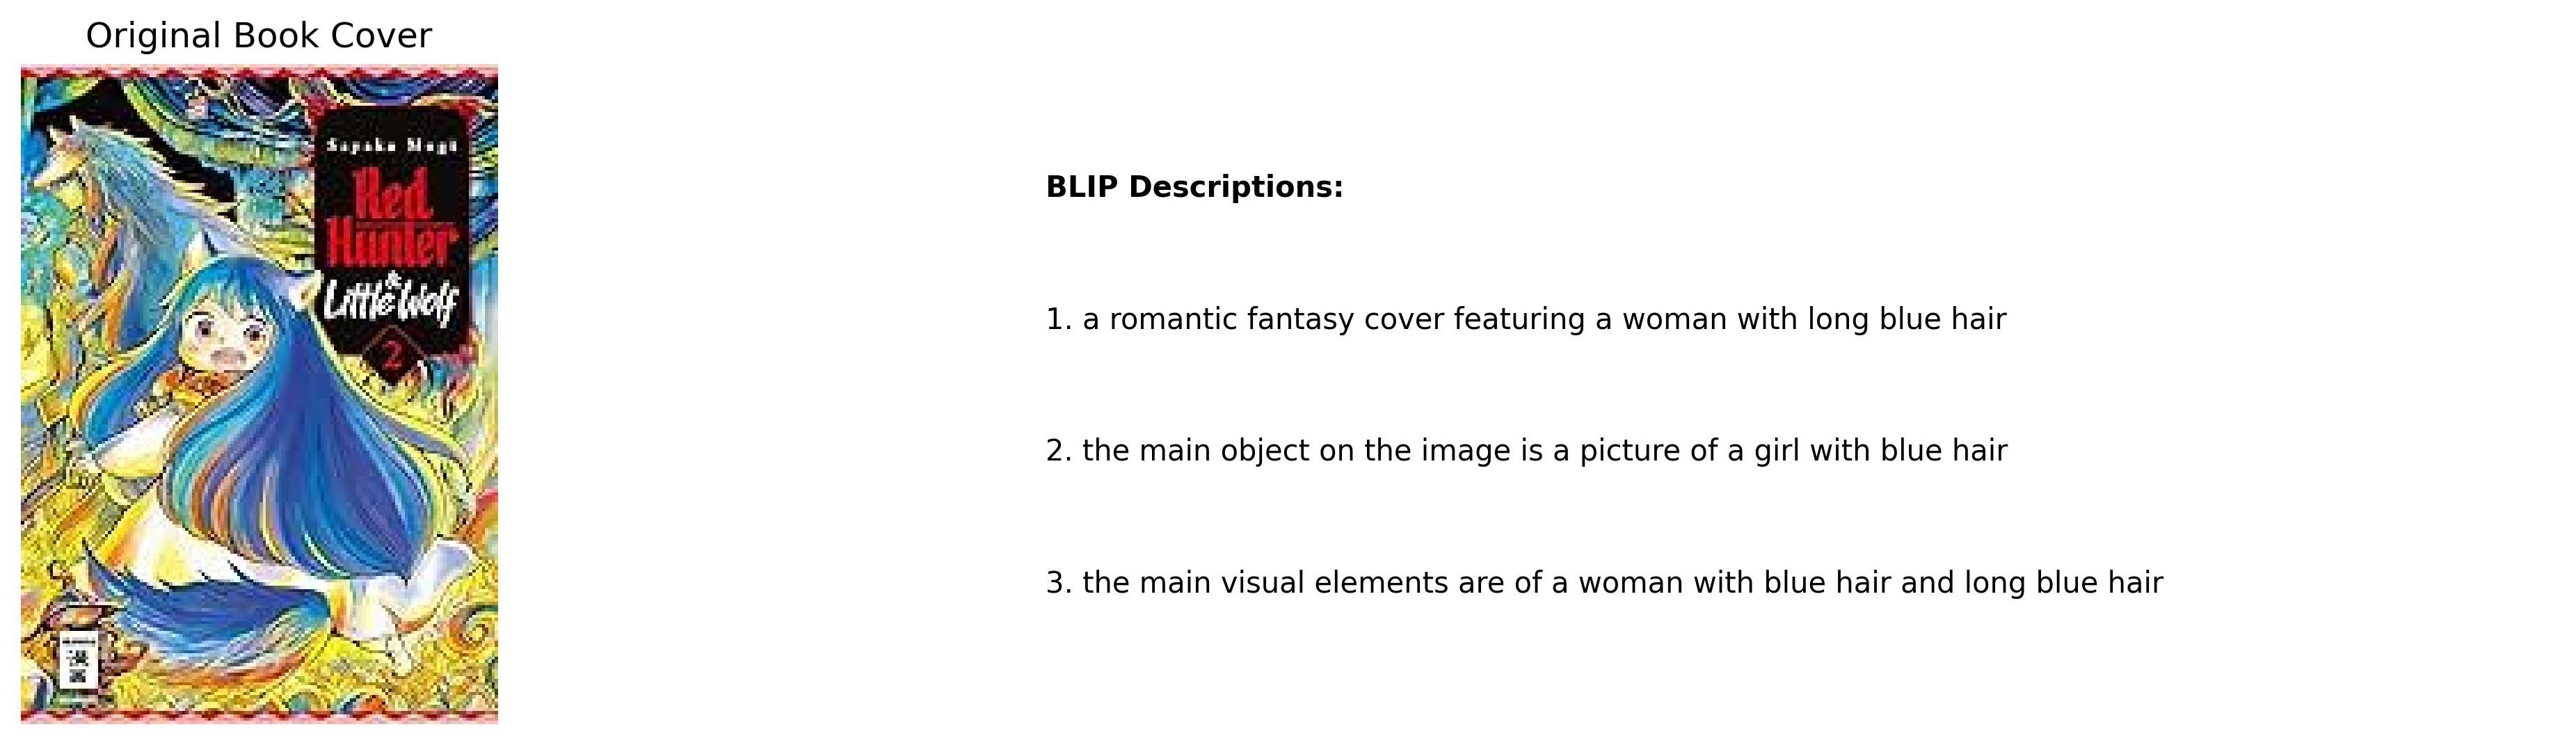 Original Book Cover
Sayaka Mogi
Red
Hunter
&
Little Wolf
2
BLIP Descriptions:
1. a romantic fantasy cover featuring a woman with long blue hair
2. the main object on the image is a picture of a girl with blue hair
3. the main visual elements are of a woman with blue hair and long blue hair